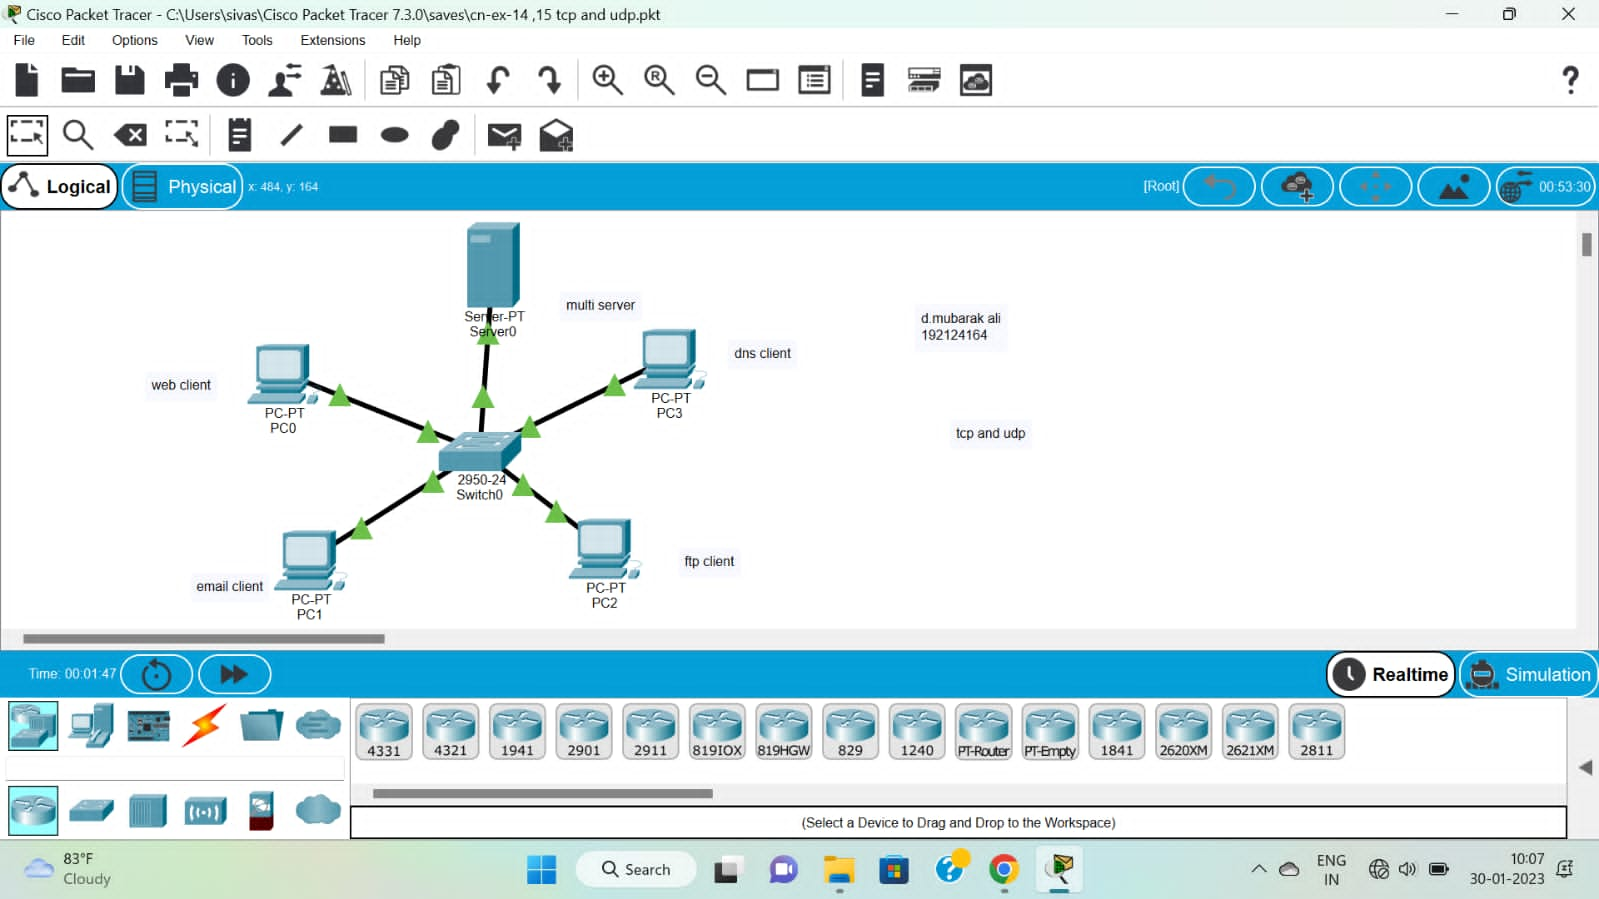 Cisco Packet Tracer - C:\Users\sivas\Cisco Packet Tracer 7.3.0\saves\cn-ex-14 ,15 tcp and udp.pkt
File Edit Options View Tools Extensions Help
R
?
Logical Physical x: 484, y: 164 [Root] 00:53:30
Server-PT
Server0
multi server
d.mubarak ali
192124164
dns client
web client
PC-PT
PC0
PC-PT
PC3
tcp and udp
2950-24
Switch0
ftp client
email client
PC-PT
PC1
PC-PT
PC2
Time: 00:01:47 Realtime Simulation
4331 4321 1941 2901 2911 819IOX 819HGW 829 1240 PT-Router PT-Empty 1841 2620XM 2621XM 2811
(Select a Device to Drag and Drop to the Workspace)
83°F
Cloudy
Search
ENG
IN
10:07
30-01-2023